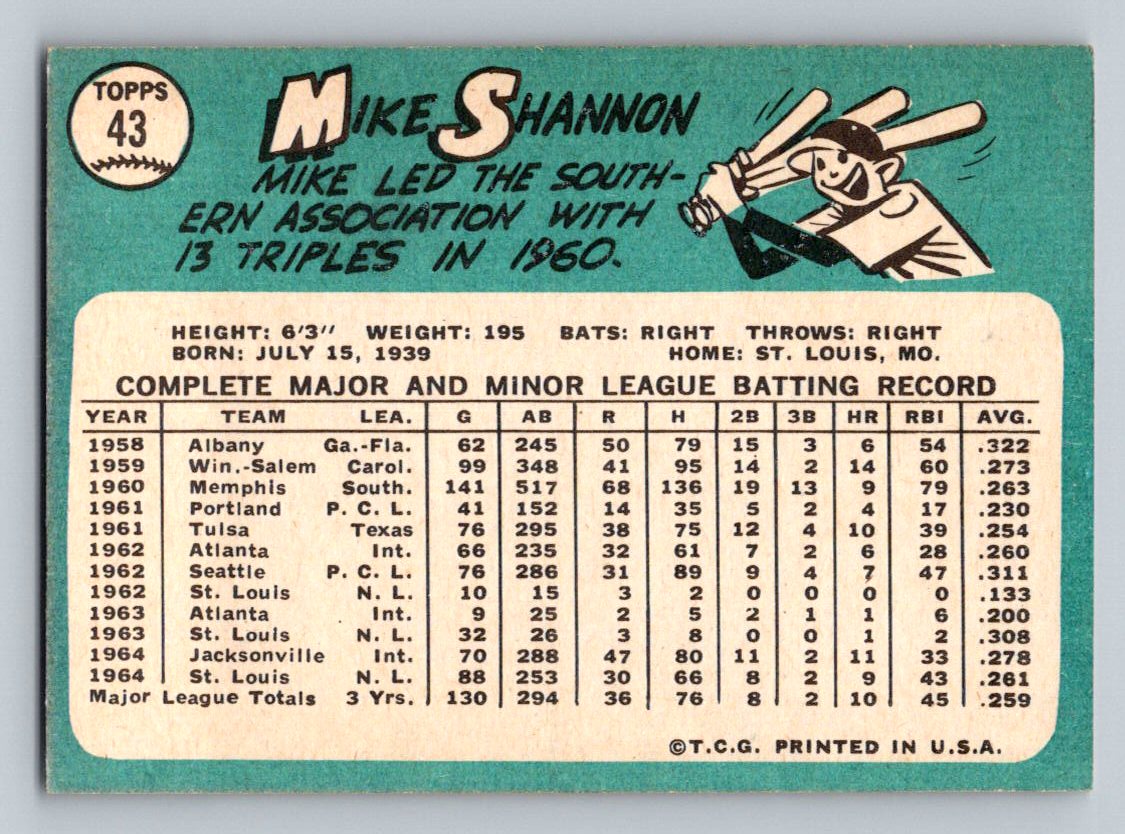 TOPPS
43
MIKE SHANNON
MIKE LED THE SOUTH-
ERN ASSOCIATION WITH
13 TRIPLES IN 1960.
HEIGHT: 6'3" WEIGHT: 195 BATS: RIGHT THROWS: RIGHT
BORN: JULY 15, 1939 HOME: ST. LOUIS, MO.
COMPLETE MAJOR AND MINOR LEAGUE BATTING RECORD
YEAR TEAM LEA. G AB R H 2B 3B HR RBI AVG.
1958 Albany Ga.-Fla. 62 245 50 79 15 3 6 54 .322
1959 Win.-Salem Carol. 99 348 41 95 14 2 14 60 .273
1960 Memphis South. 141 517 68 136 19 13 9 79 .263
1961 Portland P. C. L. 41 152 14 35 5 2 4 17 .230
1961 Tulsa Texas 76 295 38 75 12 4 10 39 .254
1962 Atlanta Int. 66 235 32 61 7 2 6 28 .260
1962 Seattle P. C. L. 76 286 31 89 9 4 7 47 .311
1962 St. Louis N. L. 10 15 3 2 0 0 0 0 .133
1963 Atlanta Int. 9 25 2 5 2 1 1 6 .200
1963 St. Louis N. L. 32 26 3 8 0 0 1 2 .308
1964 Jacksonville Int. 70 288 47 80 11 2 11 33 .278
1964 St. Louis N. L. 88 253 30 66 8 2 9 43 .261
Major League Totals 3 Yrs. 130 294 36 76 8 2 10 45 .259
©T.C.G. PRINTED IN U.S.A.